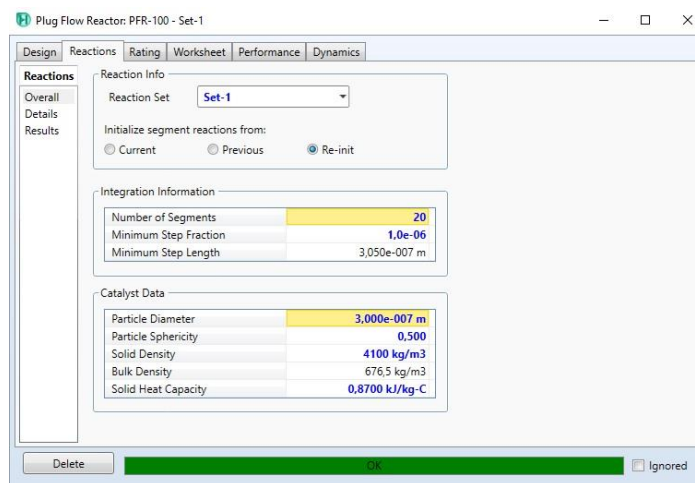 Plug Flow Reactor: PFR-100 - Set-1
Design Reactions Rating Worksheet Performance Dynamics
Reactions
Overall
Details
Results
Reaction Info
Reaction Set Set-1
Initialize segment reactions from:
Current Previous Re-init
Integration Information
Number of Segments 20
Minimum Step Fraction 1,0e-06
Minimum Step Length 3,050e-007 m
Catalyst Data
Particle Diameter 3,000e-007 m
Particle Sphericity 0,500
Solid Density 4100 kg/m3
Bulk Density 676,5 kg/m3
Solid Heat Capacity 0,8700 kJ/kg-C
Delete OK Ignored